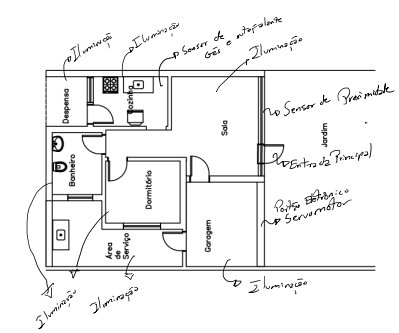 Iluminação
Iluminação
Sensor de
Gás e autofalante
Iluminação
Despensa
Cozinha
Sala
Sensor de Proximidade
Jardim
Entrada Principal
Banheiro
Dormitório
Portão Eletrônico
Servomotor
Garagem
Área
de
Serviço
Iluminação
Iluminação
Iluminação